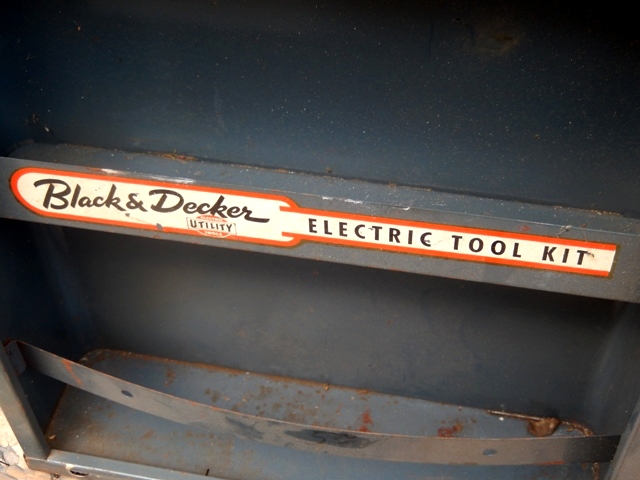 Black & Decker
UTILITY
ELECTRIC TOOL KIT